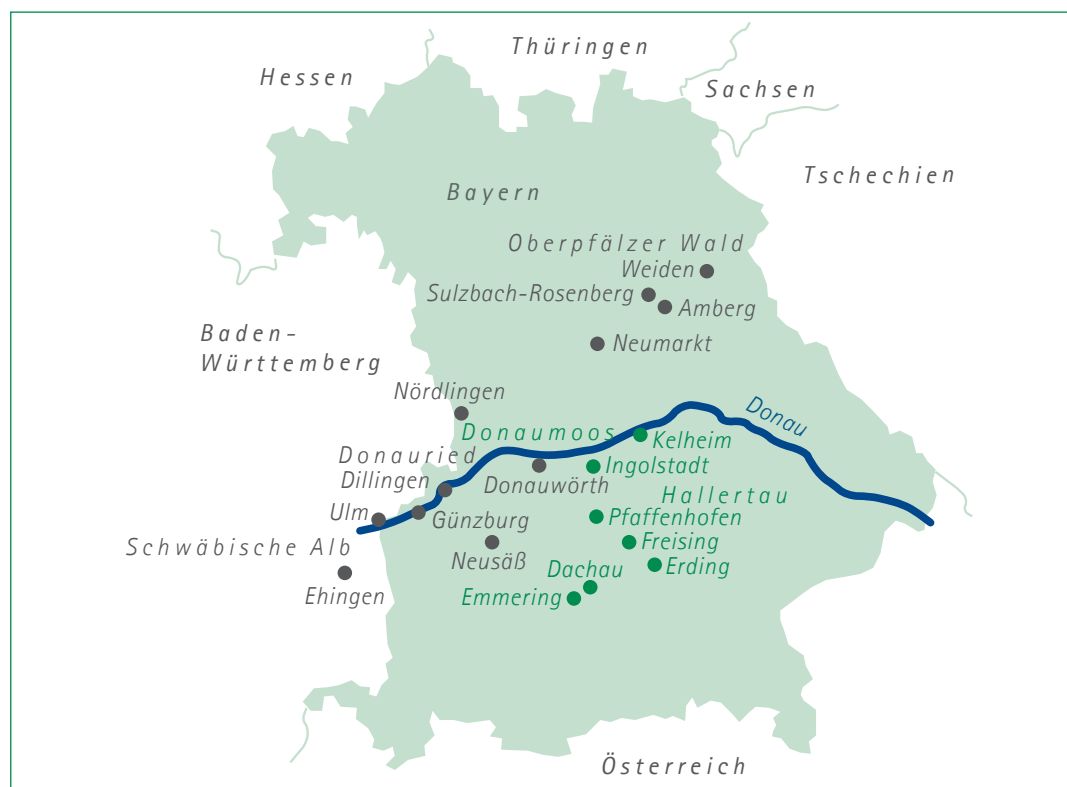 Thüringen
Hessen
Sachsen
Tschechien
Bayern
Oberpfälzer Wald
Weiden
Sulzbach-Rosenberg
Amberg
Baden-
Württemberg
Neumarkt
Nördlingen
Donau
Donaumoos
Kelheim
Donauried
Ingolstadt
Dillingen
Donauwörth
Hallertau
Ulm
Günzburg
Pfaffenhofen
Schwäbische Alb
Neusäß
Freising
Erding
Dachau
Ehingen
Emmering
Österreich